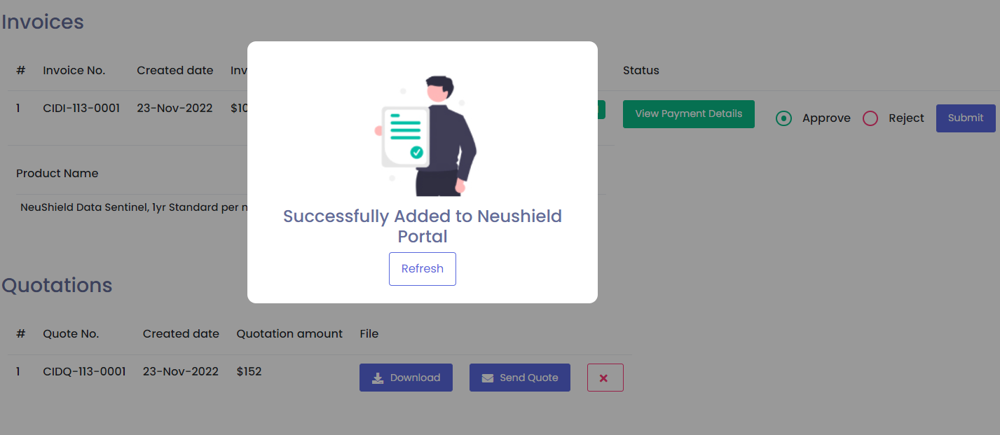 Invoices
# Invoice No. Created date Inv Status
1 CIDI-113-0001 23-Nov-2022 $10 View Payment Details Approve Reject Submit
Product Name
NeuShield Data Sentinel, 1yr Standard per
Successfully Added to Neushield
Portal
Refresh
Quotations
# Quote No. Created date Quotation amount File
1 CIDQ-113-0001 23-Nov-2022 $152 Download Send Quote